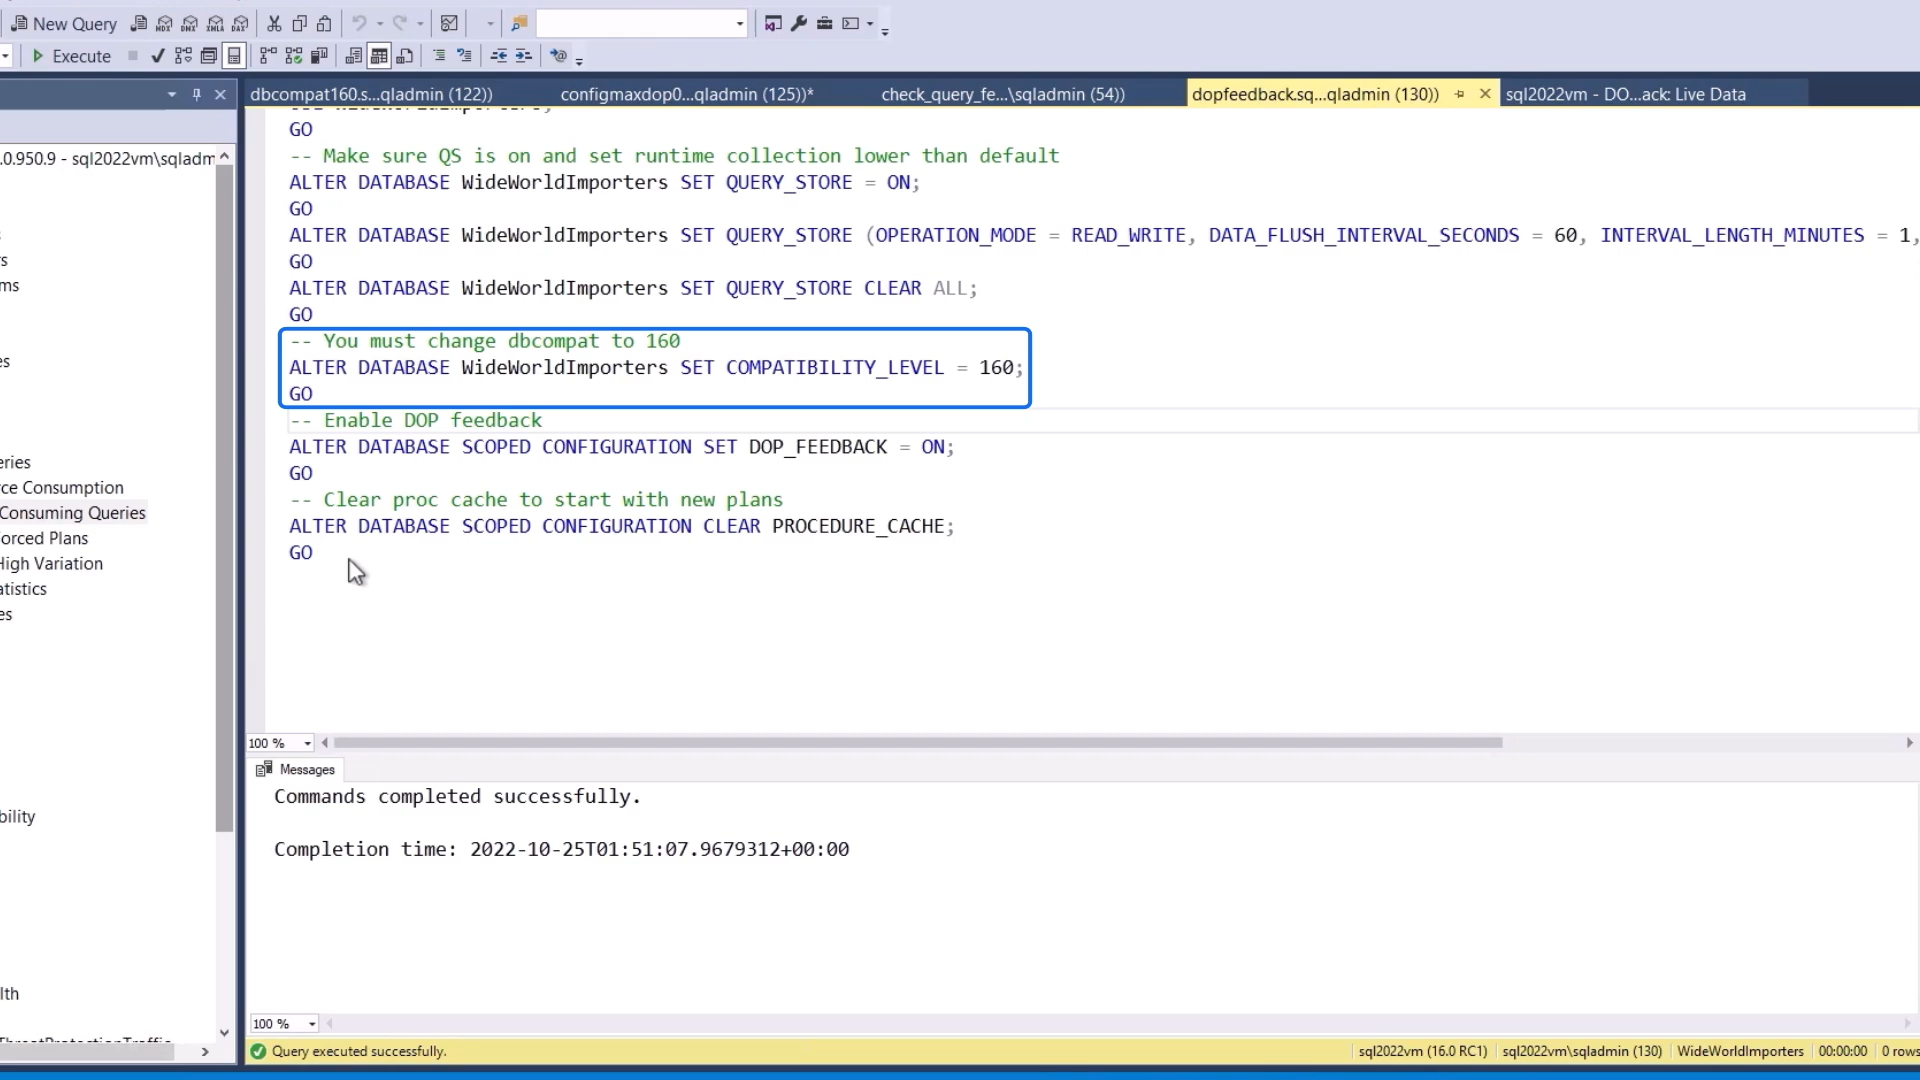 New Query
Execute
dbcompat160.s...qladmin (122))
configmaxdop0...qladmin (125))*
check_query_fe...\sqladmin (54))
dopfeedback.sq...qladmin (130))
sql2022vm - DO...ack: Live Data
.0.950.9 - sql2022vm\sqladm
ms
eries
ce Consumption
Consuming Queries
orced Plans
High Variation
atistics
es
bility
lth
GO
-- Make sure QS is on and set runtime collection lower than default
ALTER DATABASE WideWorldImporters SET QUERY_STORE = ON;
GO
ALTER DATABASE WideWorldImporters SET QUERY_STORE (OPERATION_MODE = READ_WRITE, DATA_FLUSH_INTERVAL_SECONDS = 60, INTERVAL_LENGTH_MINUTES = 1,
GO
ALTER DATABASE WideWorldImporters SET QUERY_STORE CLEAR ALL;
GO
-- You must change dbcompat to 160
ALTER DATABASE WideWorldImporters SET COMPATIBILITY_LEVEL = 160;
GO
-- Enable DOP feedback
ALTER DATABASE SCOPED CONFIGURATION SET DOP_FEEDBACK = ON;
GO
-- Clear proc cache to start with new plans
ALTER DATABASE SCOPED CONFIGURATION CLEAR PROCEDURE_CACHE;
GO
100 %
Messages
Commands completed successfully.
Completion time: 2022-10-25T01:51:07.9679312+00:00
100 %
Query executed successfully.
sql2022vm (16.0 RC1)
sql2022vm\sqladmin (130)
WideWorldImporters
00:00:00
0 rows